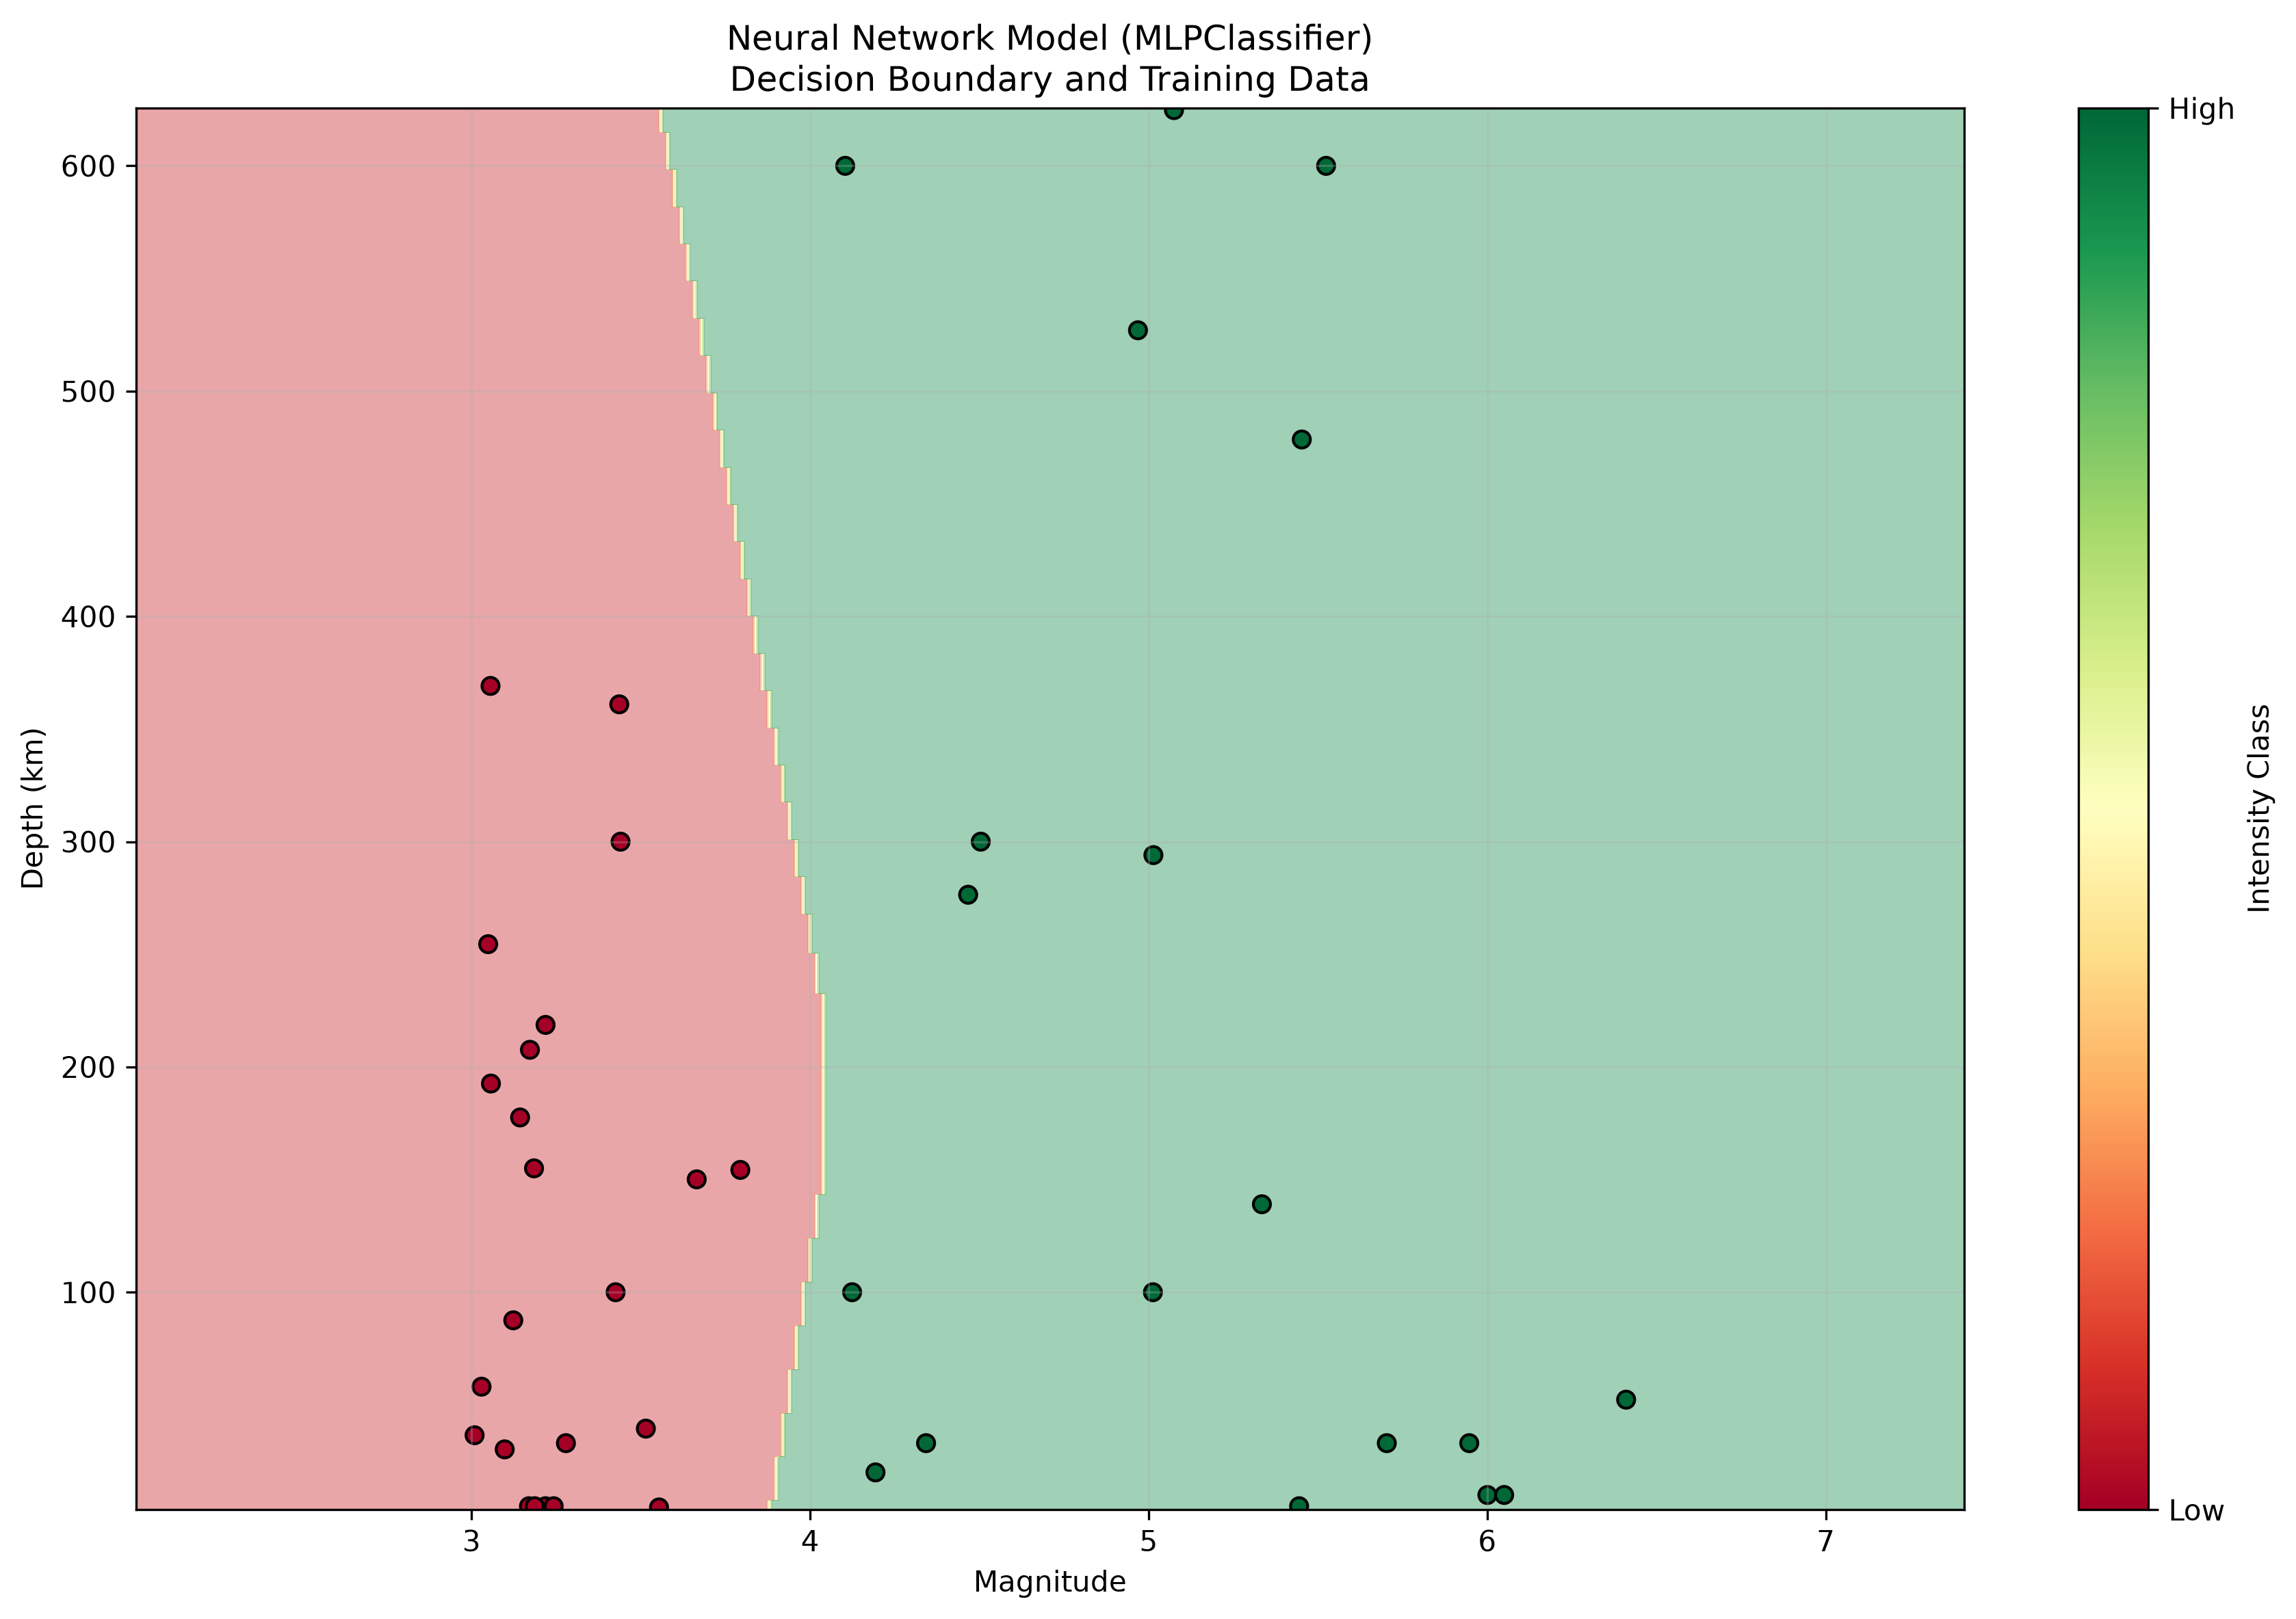 Neural Network Model (MLPClassifier)
Decision Boundary and Training Data
High
600
500
400
300
200
100
Depth (km)
Intensity Class
Low
3
4
5
6
7
Magnitude